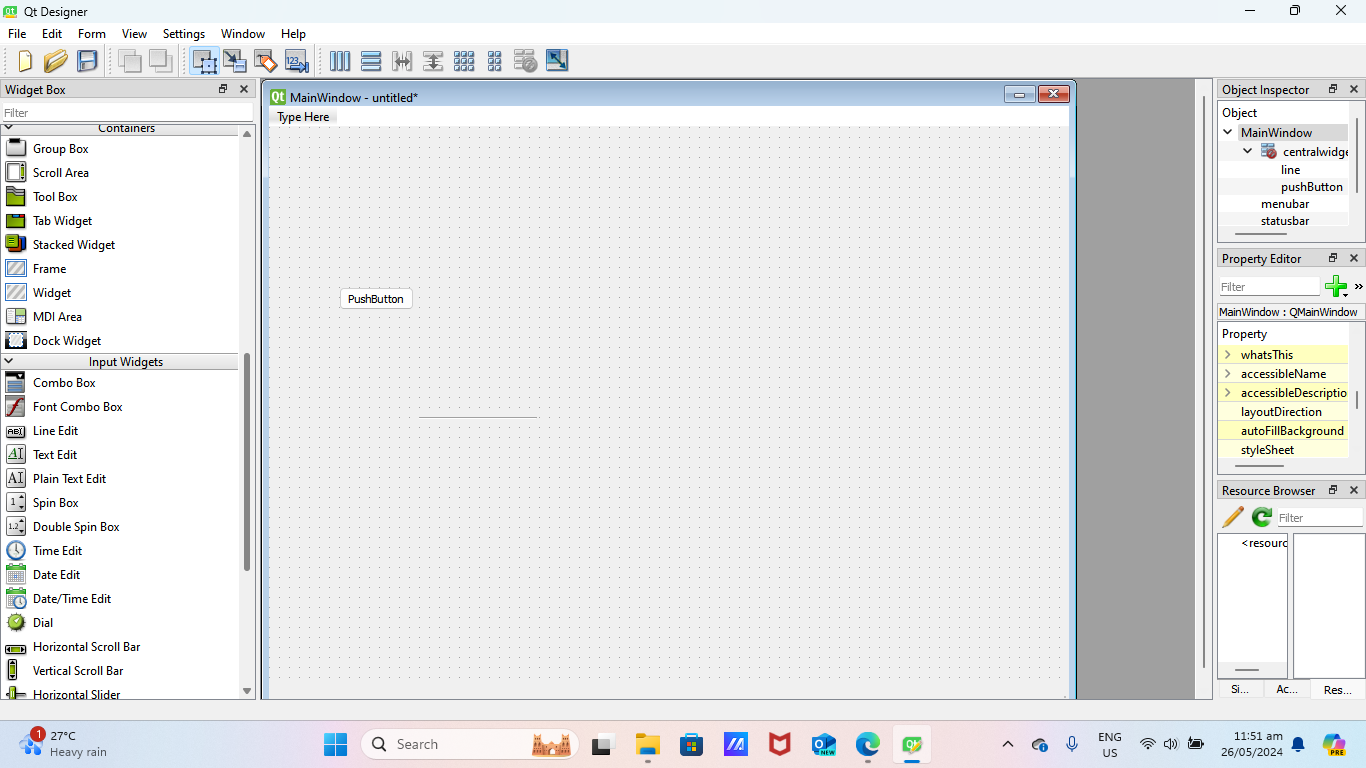 Qt Designer
File Edit Form View Settings Window Help
Widget Box
Filter
Containers
Group Box
Scroll Area
Tool Box
Tab Widget
Stacked Widget
Frame
Widget
MDI Area
Dock Widget
Input Widgets
Combo Box
Font Combo Box
Line Edit
Text Edit
Plain Text Edit
Spin Box
Double Spin Box
Time Edit
Date Edit
Date/Time Edit
Dial
Horizontal Scroll Bar
Vertical Scroll Bar
Horizontal Slider
MainWindow - untitled*
Type Here
PushButton
Object Inspector
Object
MainWindow
centralwidge
line
pushButton
menubar
statusbar
Property Editor
Filter
MainWindow : QMainWindow
Property
whatsThis
accessibleName
accessibleDescriptio
layoutDirection
autoFillBackground
styleSheet
Resource Browser
Filter
<resourc
Si... Ac... Res...
1
27°C
Heavy rain
Search
NEW
ENG
US
11:51 am
26/05/2024
PRE